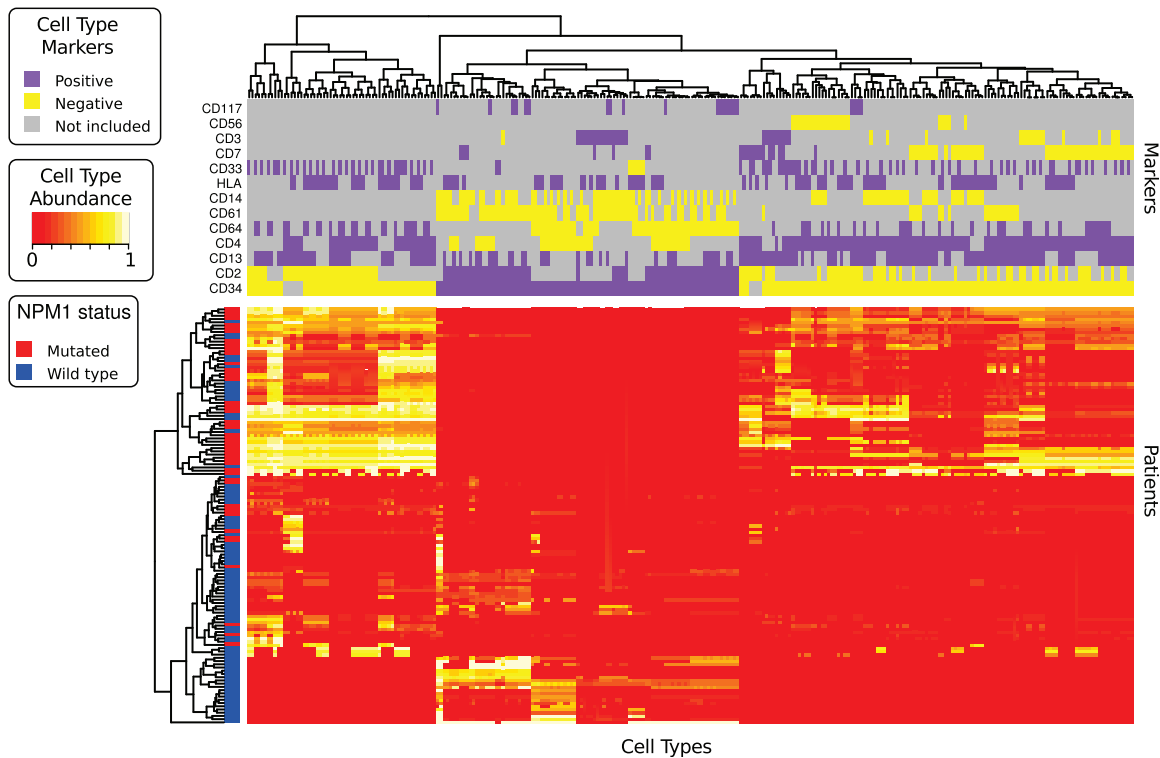 Cell Type
Markers
Positive
Negative
Not included
Cell Type
Abundance
0 1
NPM1 status
Mutated
Wild type
CD117
CD56
CD3
CD7
CD33
HLA
CD14
CD61
CD64
CD4
CD13
CD2
CD34
Markers
Patients
Cell Types